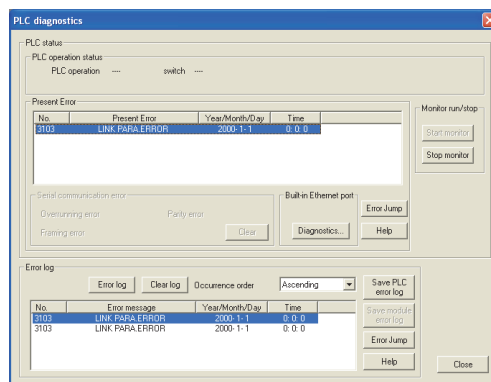 PLC diagnostics
PLC status
PLC operation status
PLC operation ---- switch ----
Present Error
No. Present Error Year/Month/Day Time
3103 LINK PARA.ERROR 2000- 1- 1 0: 0: 0
Monitor run/stop
Start monitor
Stop monitor
Serial communication error
Overrunning error Parity error
Framing error Clear
Built-in Ethernet port
Diagnostics...
Error Jump
Help
Error log
Error log Clear log Occurrence order Ascending
Save PLC
error log
No. Error message Year/Month/Day Time
3103 LINK PARA.ERROR 2000- 1- 1 0: 0: 0
3103 LINK PARA.ERROR 2000- 1- 1 0: 0: 0
Save module
error log
Error Jump
Help
Close